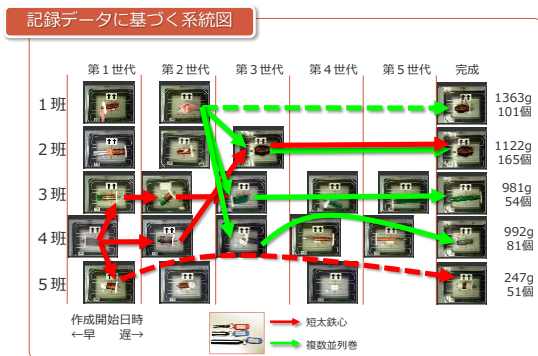 記録データに基づく系統図
第1世代 第2世代 第3世代 第4世代 第5世代 完成
1班 1363g 101個
2班 1122g 165個
3班 981g 54個
4班 992g 81個
5班 247g 51個
作成開始日時
←早 遅→
短太鉄心
複数並列巻